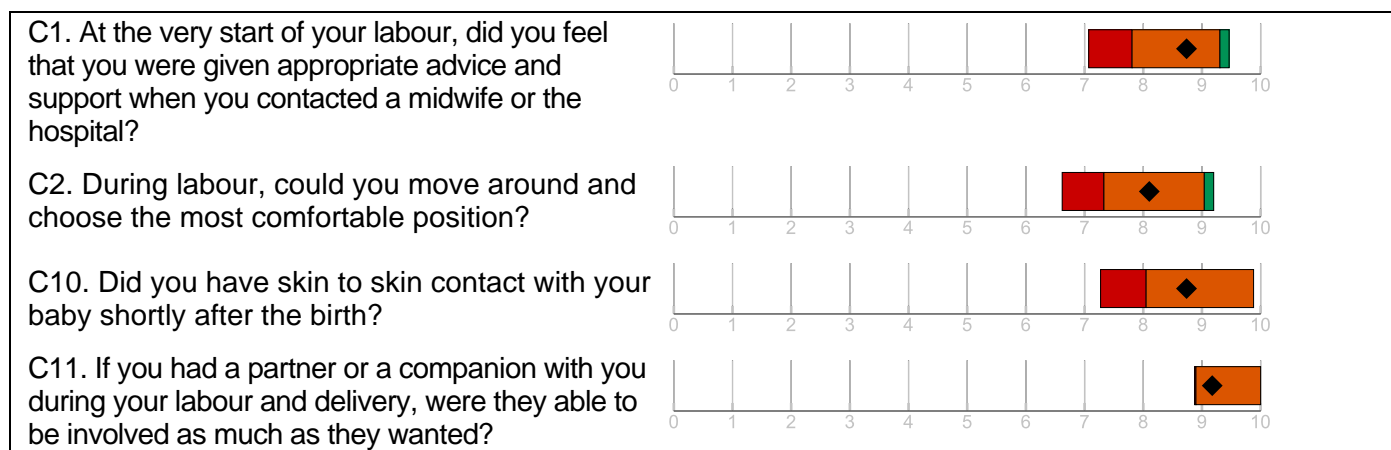 C1. At the very start of your labour, did you feel
that you were given appropriate advice and
support when you contacted a midwife or the
hospital?
0 1 2 3 4 5 6 7 8 9 10
C2. During labour, could you move around and
choose the most comfortable position?
0 1 2 3 4 5 6 7 8 9 10
C10. Did you have skin to skin contact with your
baby shortly after the birth?
0 1 2 3 4 5 6 7 8 9 10
C11. If you had a partner or a companion with you
during your labour and delivery, were they able to
be involved as much as they wanted?
0 1 2 3 4 5 6 7 8 9 10